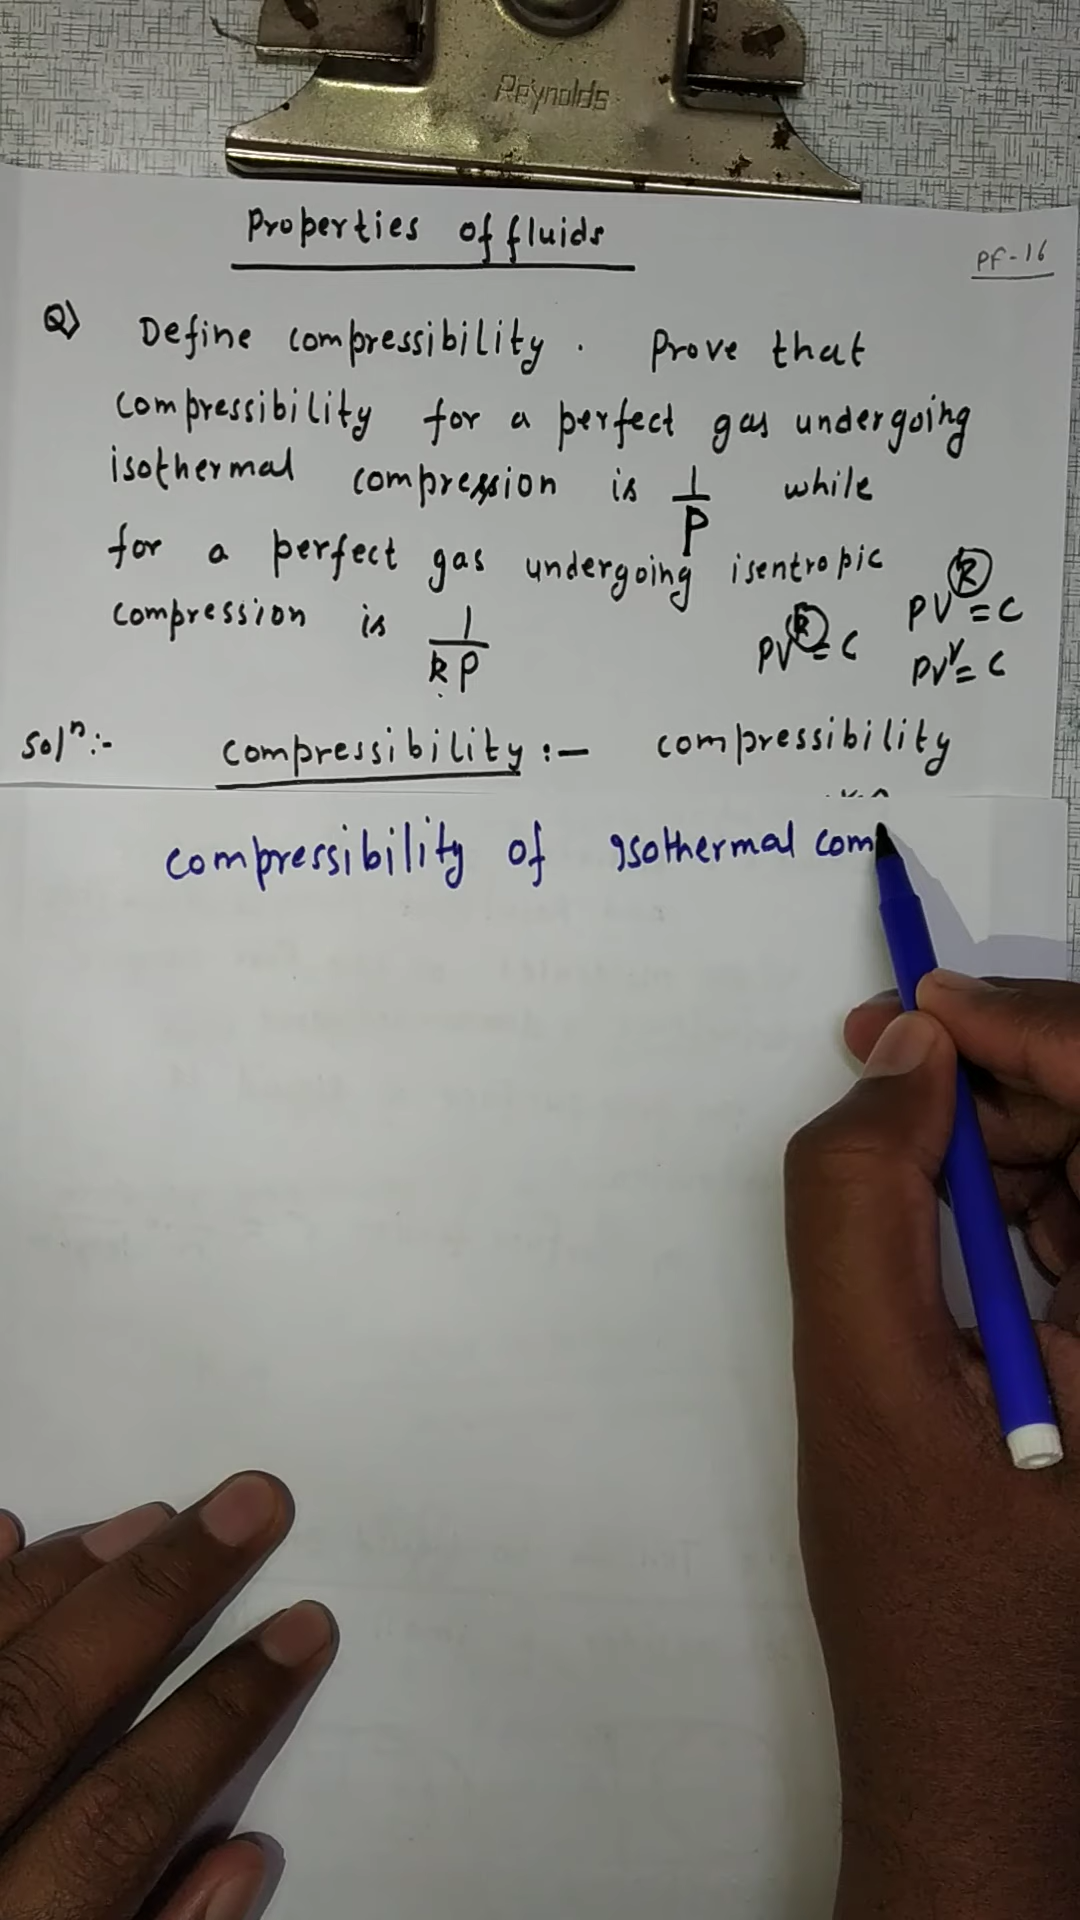 Reynolds
Properties of fluids
PF-16
Q) Define compressibility. Prove that
compressibility for a perfect gas undergoing
isothermal compression is 1/P while
for a perfect gas undergoing isentropic
compression is 1/kP
PV^k=C
PV^k=C
PV^γ=C
Solⁿ:- compressibility:- compressibility
compressibility of Isothermal com